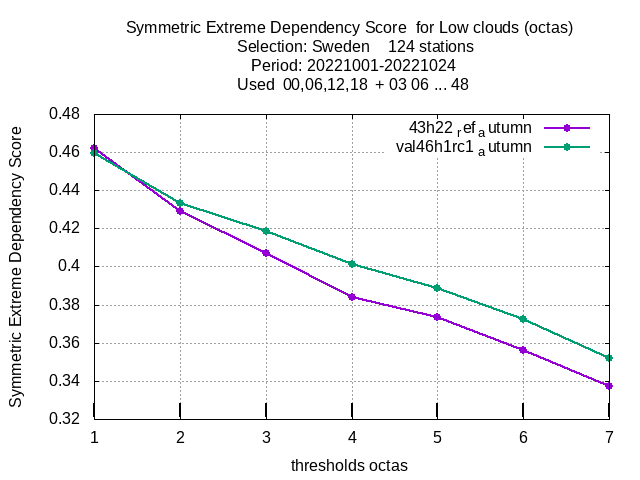 Symmetric Extreme Dependency Score for Low clouds (octas)
Selection: Sweden 124 stations
Period: 20221001-20221024
Used 00,06,12,18 + 03 06 ... 48
43h22 ref a utumn
val46h1rc1 a utumn
Symmetric Extreme Dependency Score
0.48
0.46
0.44
0.42
0.4
0.38
0.36
0.34
0.32
1 2 3 4 5 6 7
thresholds octas